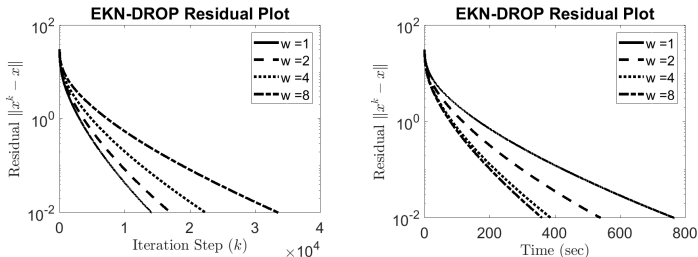 EKN-DROP Residual Plot
10^2
10^0
10^-2
Residual ‖x^k − x‖
w =1
w =2
w =4
w =8
0 1 2 3 4
Iteration Step (k)
×10^4
EKN-DROP Residual Plot
10^2
10^0
10^-2
Residual ‖x^k − x‖
w =1
w =2
w =4
w =8
0 200 400 600 800
Time (sec)